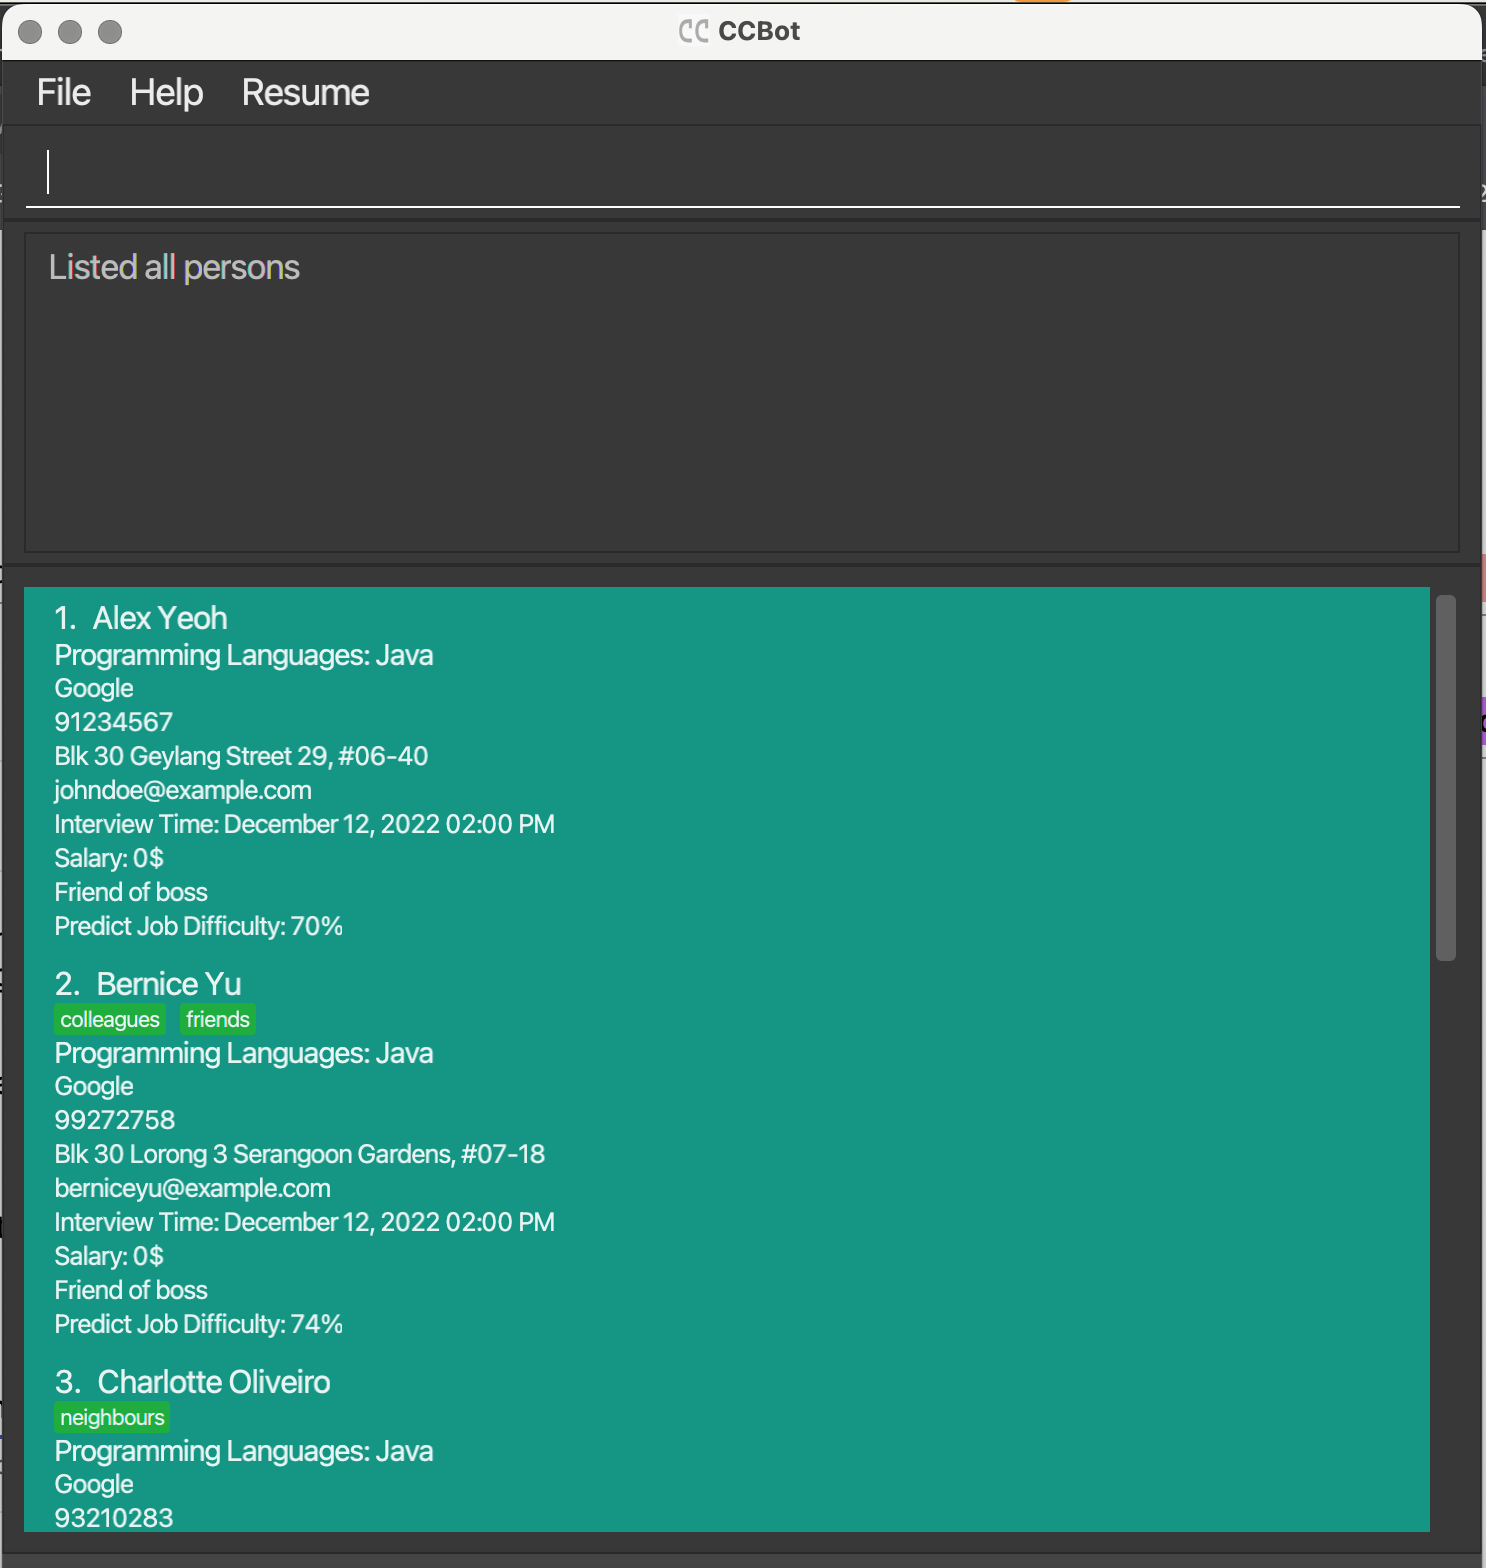 CC CCBot
File Help Resume
Listed all persons
1. Alex Yeoh
Programming Languages: Java
Google
91234567
Blk 30 Geylang Street 29, #06-40
johndoe@example.com
Interview Time: December 12, 2022 02:00 PM
Salary: 0$
Friend of boss
Predict Job Difficulty: 70%
2. Bernice Yu
colleagues friends
Programming Languages: Java
Google
99272758
Blk 30 Lorong 3 Serangoon Gardens, #07-18
berniceyu@example.com
Interview Time: December 12, 2022 02:00 PM
Salary: 0$
Friend of boss
Predict Job Difficulty: 74%
3. Charlotte Oliveiro
neighbours
Programming Languages: Java
Google
93210283